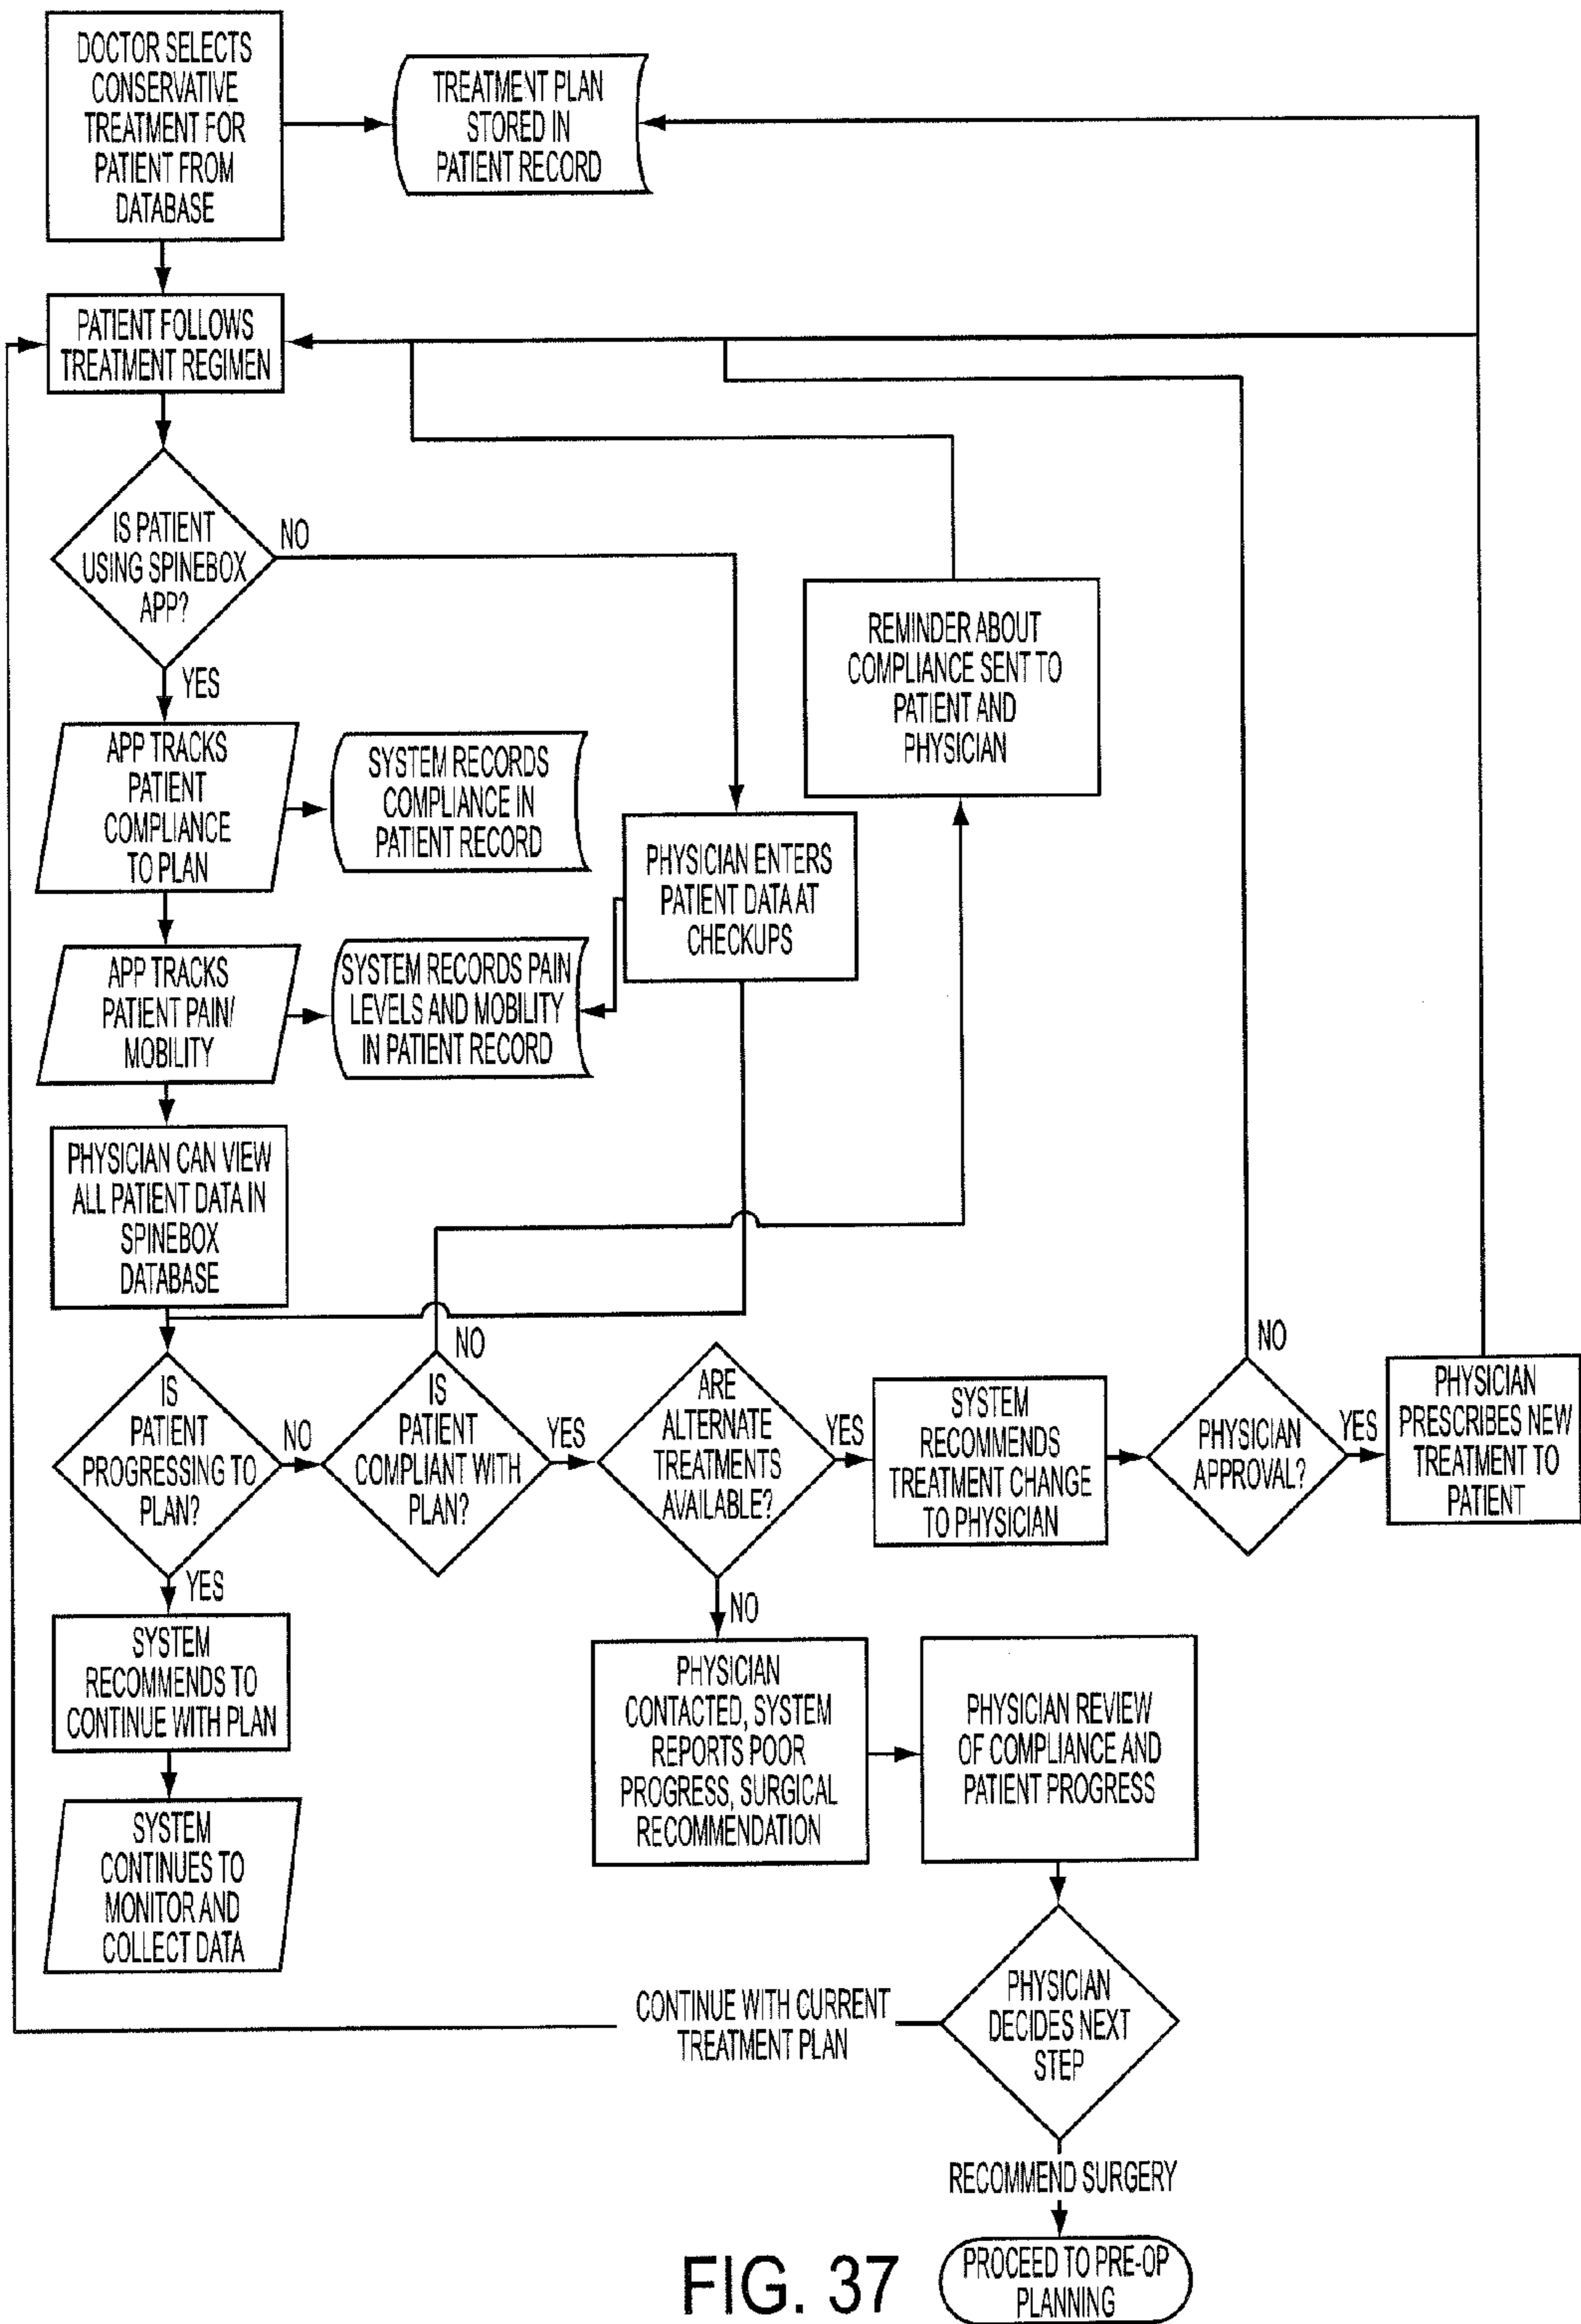 DOCTOR SELECTS
CONSERVATIVE
TREATMENT FOR
PATIENT FROM
DATABASE
TREATMENT PLAN
STORED IN
PATIENT RECORD
PATIENT FOLLOWS
TREATMENT REGIMEN
IS PATIENT
USING SPINEBOX
APP?
NO
YES
REMINDER ABOUT
COMPLIANCE SENT TO
PATIENT AND
PHYSICIAN
APP TRACKS
PATIENT
COMPLIANCE
TO PLAN
SYSTEM RECORDS
COMPLIANCE IN
PATIENT RECORD
PHYSICIAN ENTERS
PATIENT DATA AT
CHECKUPS
APP TRACKS
PATIENT PAIN/
MOBILITY
SYSTEM RECORDS PAIN
LEVELS AND MOBILITY
IN PATIENT RECORD
PHYSICIAN CAN VIEW
ALL PATIENT DATA IN
SPINEBOX
DATABASE
IS
PATIENT
PROGRESSING TO
PLAN?
NO
IS
PATIENT
COMPLIANT WITH
PLAN?
NO
YES
ARE
ALTERNATE
TREATMENTS
AVAILABLE?
YES
SYSTEM
RECOMMENDS
TREATMENT CHANGE
TO PHYSICIAN
PHYSICIAN
APPROVAL?
NO
YES
PHYSICIAN
PRESCRIBES NEW
TREATMENT TO
PATIENT
YES
NO
SYSTEM
RECOMMENDS TO
CONTINUE WITH PLAN
PHYSICIAN
CONTACTED, SYSTEM
REPORTS POOR
PROGRESS, SURGICAL
RECOMMENDATION
PHYSICIAN REVIEW
OF COMPLIANCE AND
PATIENT PROGRESS
SYSTEM
CONTINUES TO
MONITOR AND
COLLECT DATA
CONTINUE WITH CURRENT
TREATMENT PLAN
PHYSICIAN
DECIDES NEXT
STEP
RECOMMEND SURGERY
PROCEED TO PRE-OP
PLANNING
FIG. 37